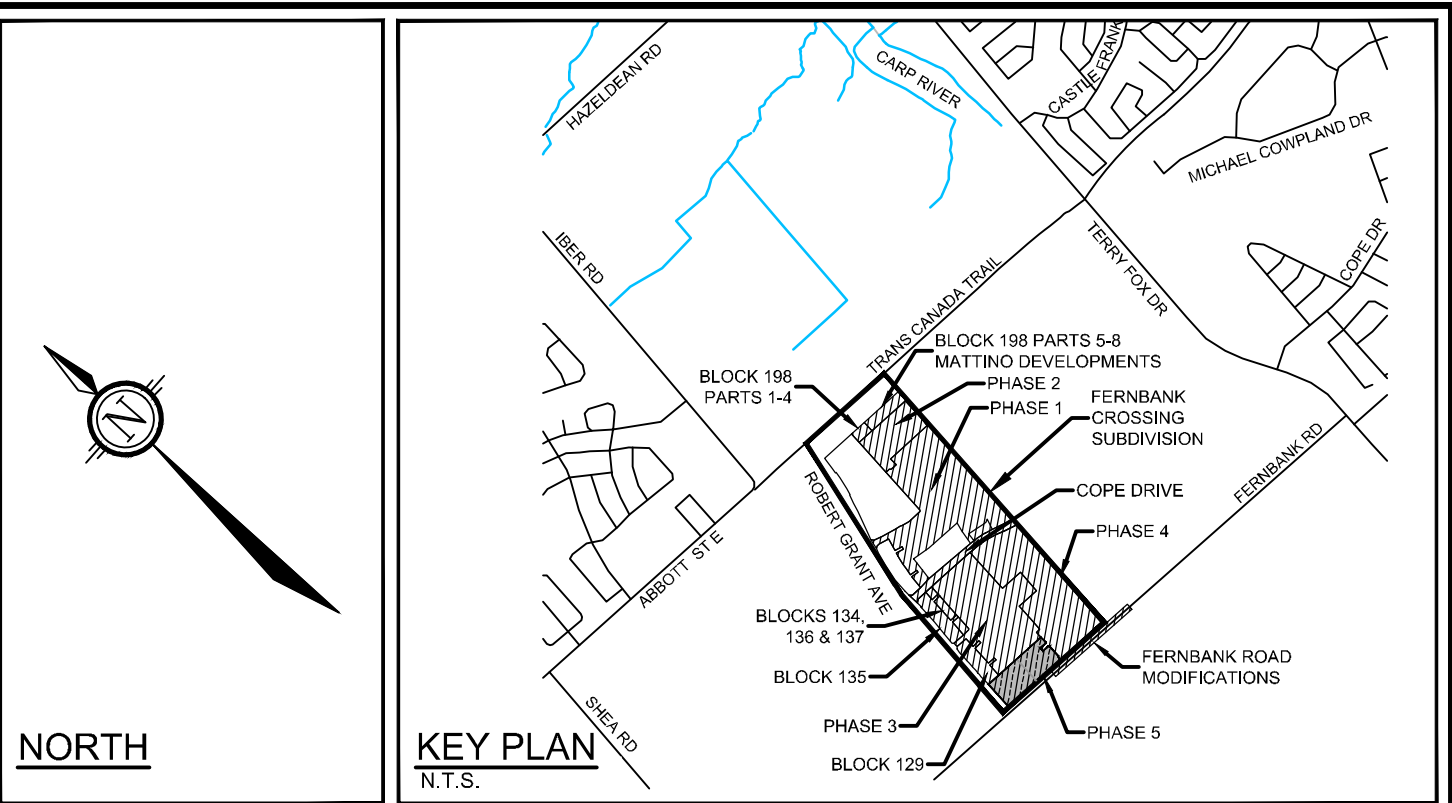 N
NORTH
HAZELDEAN RD
CARP RIVER
CASTLE FRANK
MICHAEL COWPLAND DR
IBER RD
TERRY FOX DR
COPE DR
TRANS CANADA TRAIL
BLOCK 198 PARTS 5-8
MATTINO DEVELOPMENTS
BLOCK 198
PARTS 1-4
PHASE 2
PHASE 1
FERNBANK
CROSSING
SUBDIVISION
FERNBANK RD
COPE DRIVE
ROBERT GRANT AVE
PHASE 4
ABBOTT ST E
BLOCKS 134,
136 & 137
BLOCK 135
FERNBANK ROAD
MODIFICATIONS
SHEA RD
PHASE 3
PHASE 5
BLOCK 129
KEY PLAN
N.T.S.